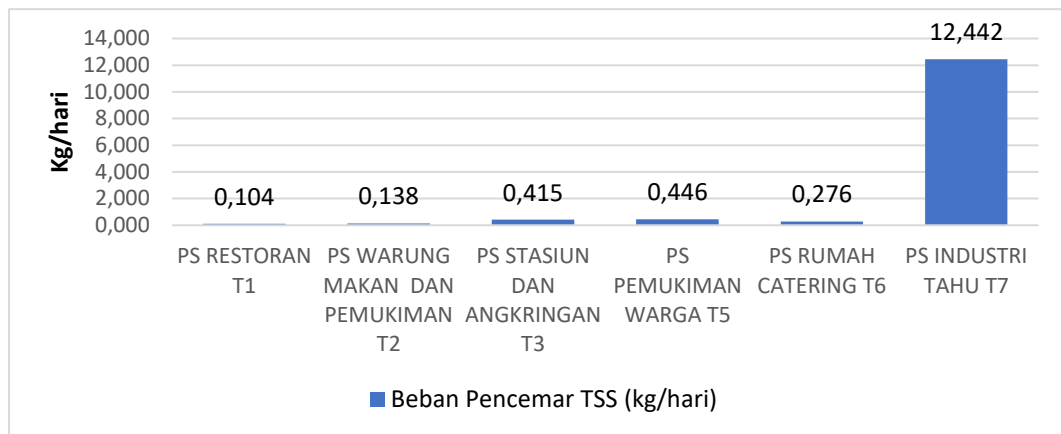 14,000
12,000
10,000
8,000
6,000
4,000
2,000
0,000
Kg/hari
0,104
0,138
0,415
0,446
0,276
12,442
PS RESTORAN
T1
PS WARUNG
MAKAN DAN
PEMUKIMAN
T2
PS STASIUN
DAN
ANGKRINGAN
T3
PS
PEMUKIMAN
WARGA T5
PS RUMAH
CATERING T6
PS INDUSTRI
TAHU T7
Beban Pencemar TSS (kg/hari)